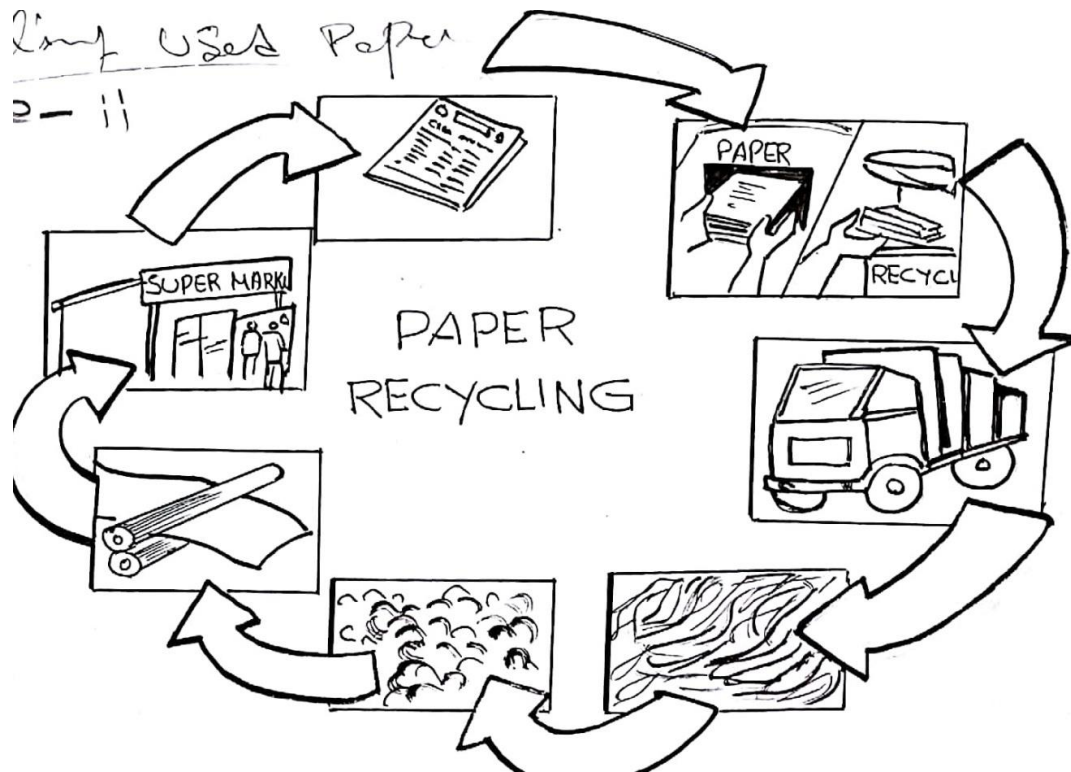 Used Paper
PAPER
RECYCL
SUPER MARK
PAPER
RECYCLING